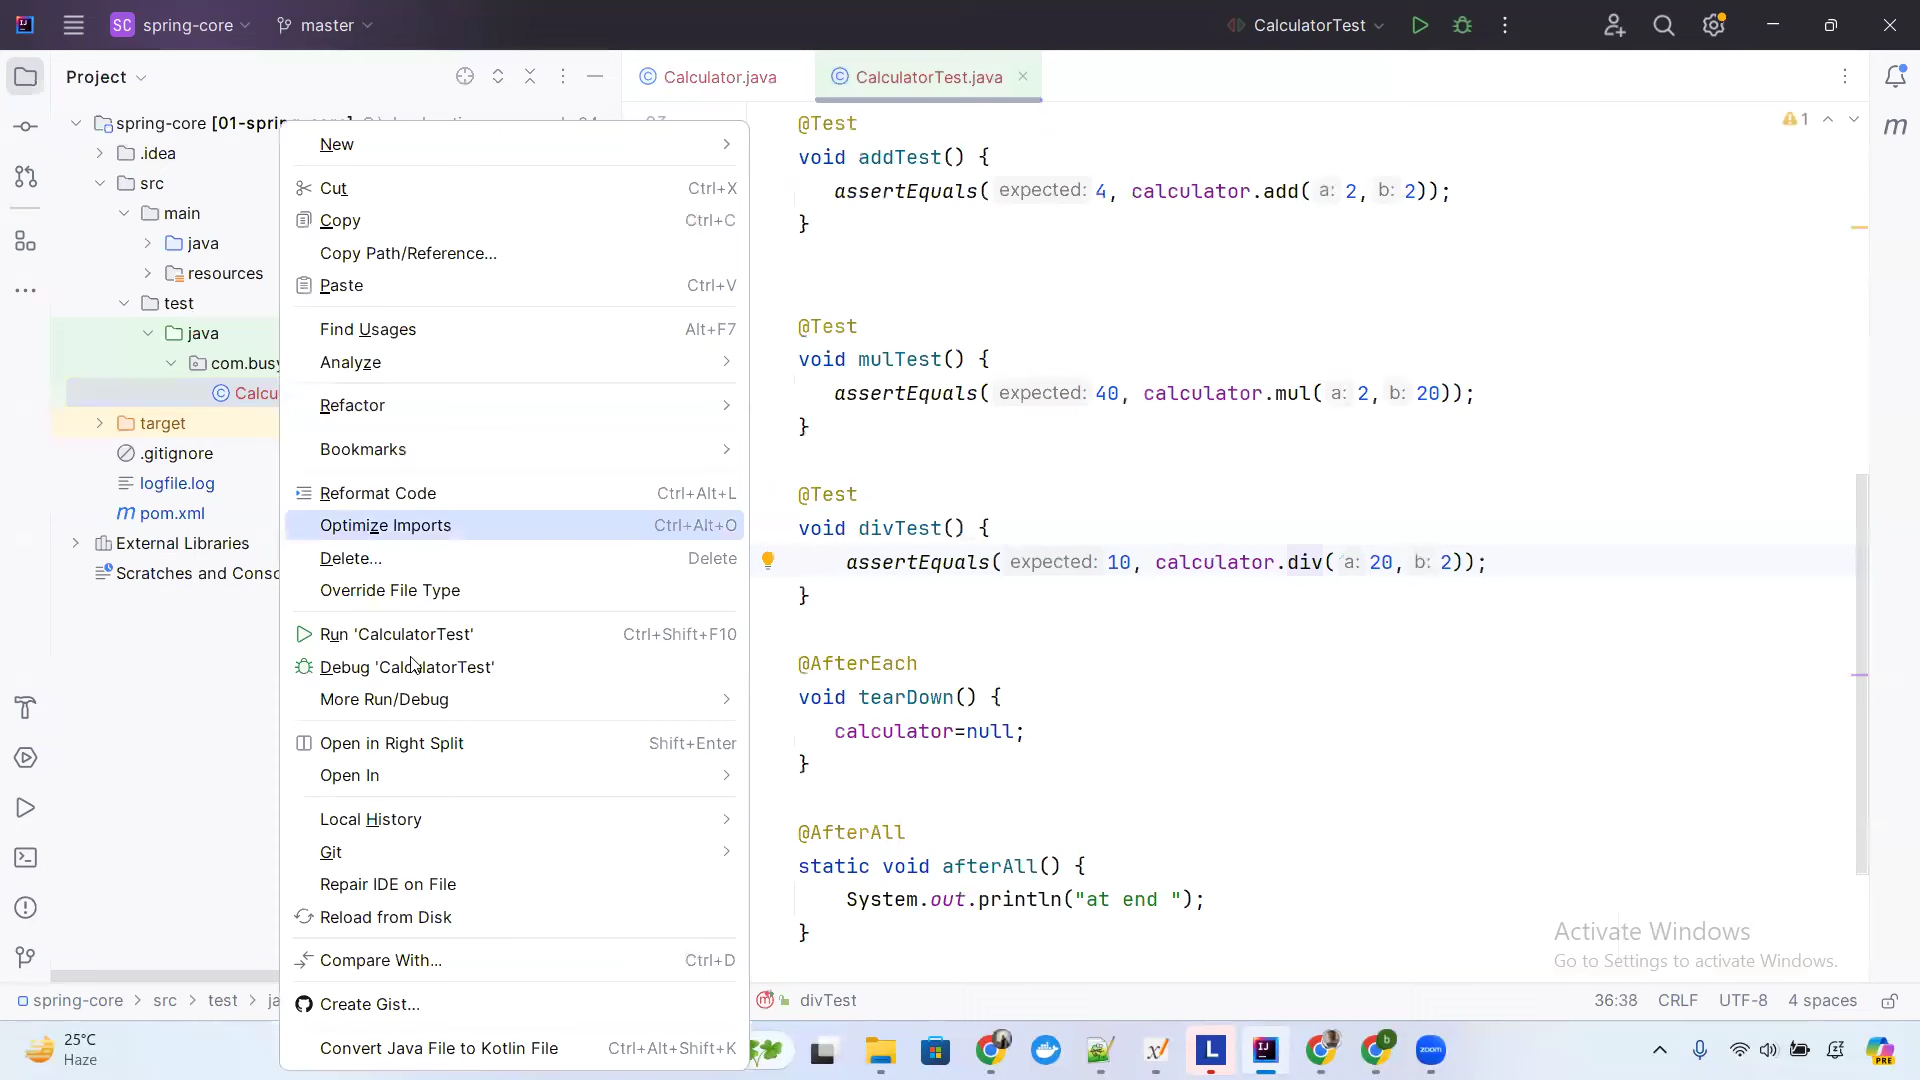 SC spring-core master CalculatorTest
Project
Calculator.java CalculatorTest.java
spring-core [01-spri
.idea
src
main
java
resources
test
java
com.busy
Calcu
target
.gitignore
logfile.log
pom.xml
External Libraries
Scratches and Consc
New
Cut Ctrl+X
Copy Ctrl+C
Copy Path/Reference...
Paste Ctrl+V
Find Usages Alt+F7
Analyze
Refactor
Bookmarks
Reformat Code Ctrl+Alt+L
Optimize Imports Ctrl+Alt+O
Delete... Delete
Override File Type
Run 'CalculatorTest' Ctrl+Shift+F10
Debug 'CalculatorTest'
More Run/Debug
Open in Right Split Shift+Enter
Open In
Local History
Git
Repair IDE on File
Reload from Disk
Compare With... Ctrl+D
Create Gist...
Convert Java File to Kotlin File Ctrl+Alt+Shift+K
1
@Test
void addTest() {
assertEquals( expected: 4, calculator.add( a: 2, b: 2));
}
@Test
void mulTest() {
assertEquals( expected: 40, calculator.mul( a: 2, b: 20));
}
@Test
void divTest() {
assertEquals( expected: 10, calculator.div( a: 20, b: 2));
}
@AfterEach
void tearDown() {
calculator=null;
}
@AfterAll
static void afterAll() {
System.out.println("at end ");
}
Activate Windows
Go to Settings to activate Windows.
spring-core > src > test > ja
divTest
36:38 CRLF UTF-8 4 spaces
25°C
Haze
zoom
PRE